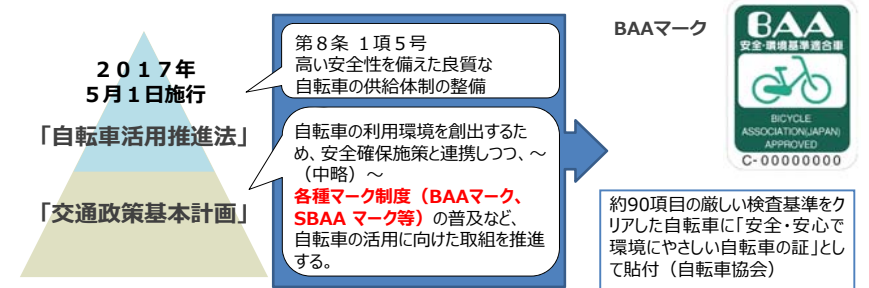 ２０１７年
５月１日施行
「自転車活用推進法」
「交通政策基本計画」
第８条 １項５号
高い安全性を備えた良質な
自転車の供給体制の整備
自転車の利用環境を創出するた
め、安全確保施策と連携しつつ、～
（中略）～
各種マーク制度（BAAマーク、
SBAA マーク等）の普及など、
自転車の活用に向けた取組を推進
する。
BAAマーク
BAA
安全・環境基準適合車
BICYCLE
ASSOCIATION(JAPAN)
APPROVED
C-00000000
約90項目の厳しい検査基準をク
リアした自転車に「安全・安心で
環境にやさしい自転車の証」とし
て貼付（自転車協会）